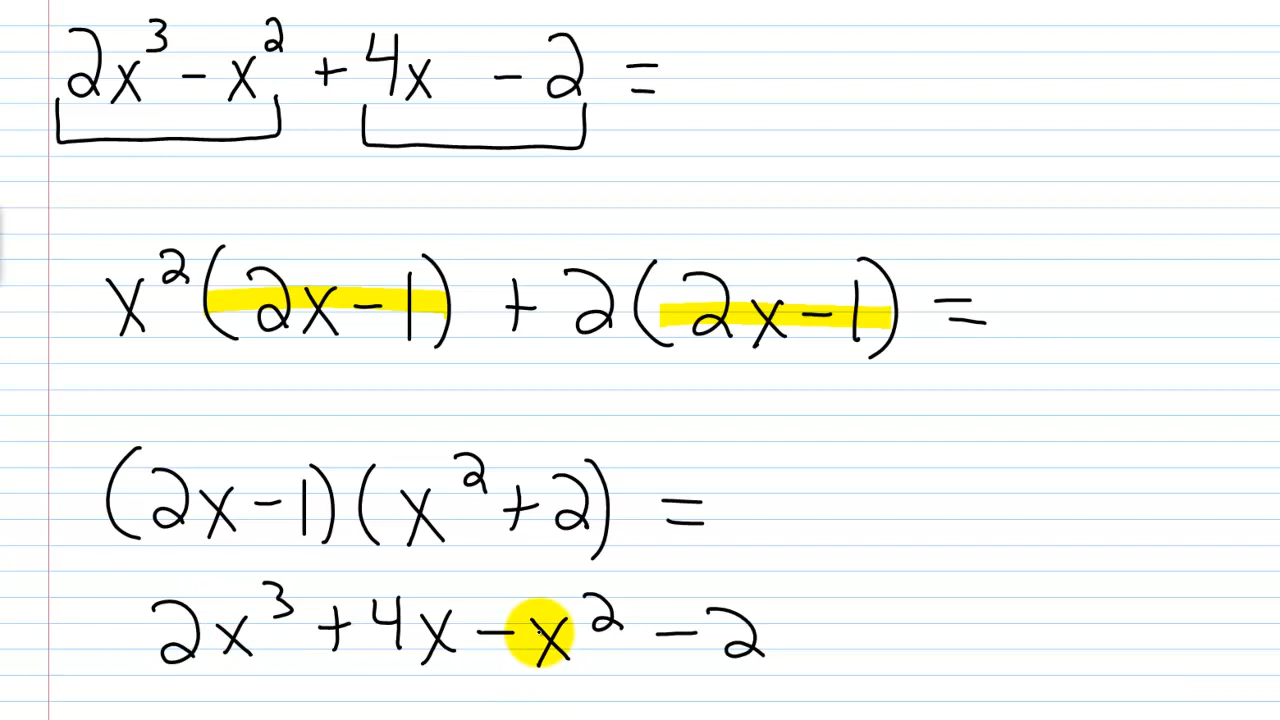 2x³ - x² + 4x - 2 =
x²(2x - 1) + 2(2x - 1) =
(2x - 1)(x² + 2) =
2x³ + 4x - x² - 2